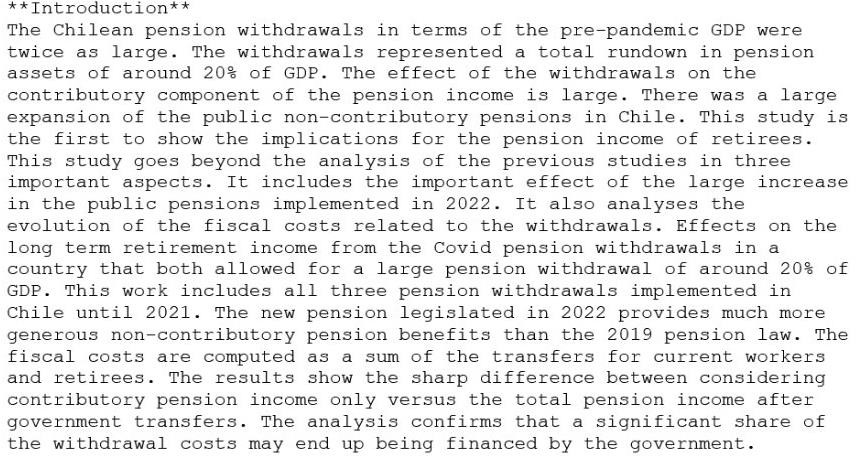 **Introduction**
The Chilean pension withdrawals in terms of the pre-pandemic GDP were
twice as large. The withdrawals represented a total rundown in pension
assets of around 20% of GDP. The effect of the withdrawals on the
contributory component of the pension income is large. There was a large
expansion of the public non-contributory pensions in Chile. This study is
the first to show the implications for the pension income of retirees.
This study goes beyond the analysis of the previous studies in three
important aspects. It includes the important effect of the large increase
in the public pensions implemented in 2022. It also analyses the
evolution of the fiscal costs related to the withdrawals. Effects on the
long term retirement income from the Covid pension withdrawals in a
country that both allowed for a large pension withdrawal of around 20% of
GDP. This work includes all three pension withdrawals implemented in
Chile until 2021. The new pension legislated in 2022 provides much more
generous non-contributory pension benefits than the 2019 pension law. The
fiscal costs are computed as a sum of the transfers for current workers
and retirees. The results show the sharp difference between considering
contributory pension income only versus the total pension income after
government transfers. The analysis confirms that a significant share of
the withdrawal costs may end up being financed by the government.